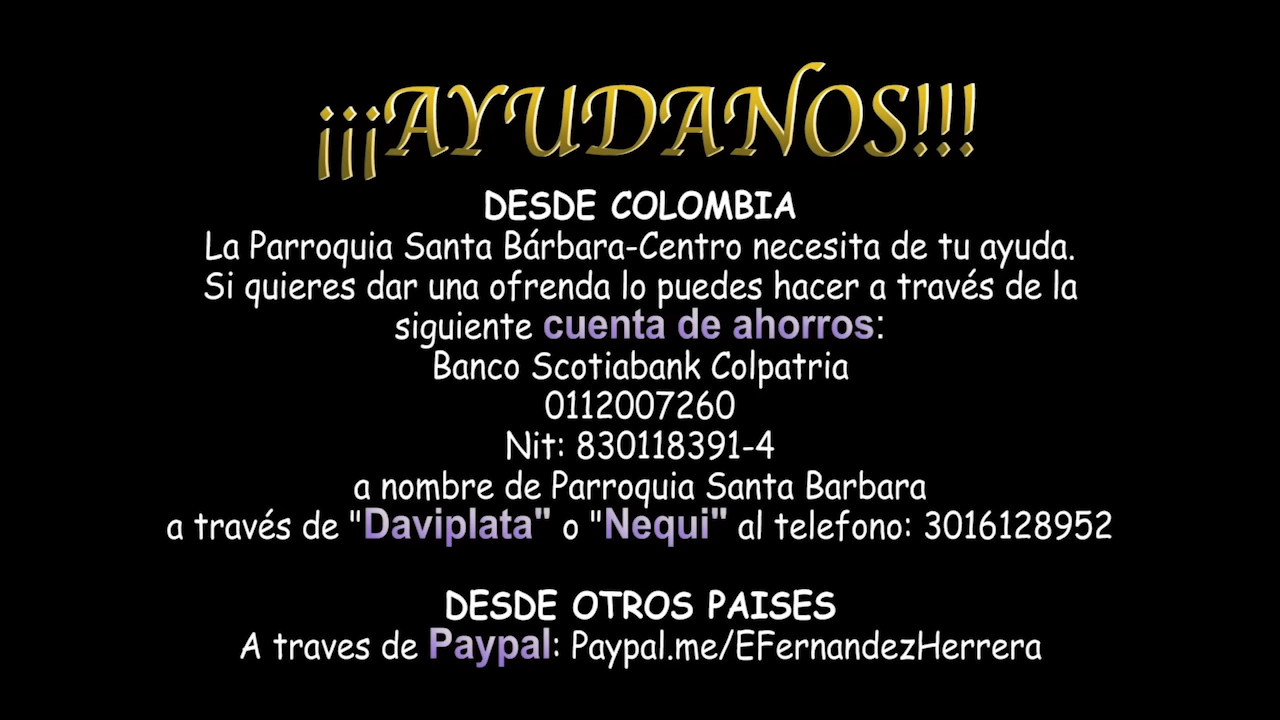 ¡¡¡AYUDANOS!!!
DESDE COLOMBIA
La Parroquia Santa Bárbara-Centro necesita de tu ayuda.
Si quieres dar una ofrenda lo puedes hacer a través de la
siguiente cuenta de ahorros:
Banco Scotiabank Colpatria
0112007260
Nit: 830118391-4
a nombre de Parroquia Santa Barbara
a través de "Daviplata" o "Nequi" al telefono: 3016128952
DESDE OTROS PAISES
A traves de Paypal: Paypal.me/EFernandezHerrera